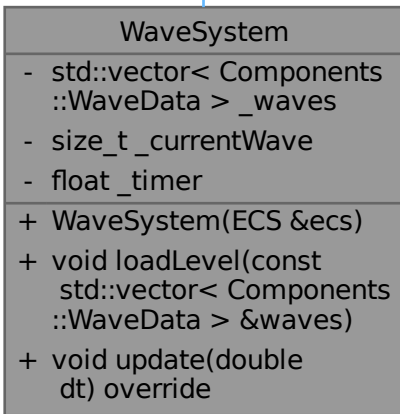 WaveSystem
- std::vector< Components
::WaveData > _waves
- size_t _currentWave
- float _timer
+ WaveSystem(ECS &ecs)
+ void loadLevel(const
std::vector< Components
::WaveData > &waves)
+ void update(double
dt) override